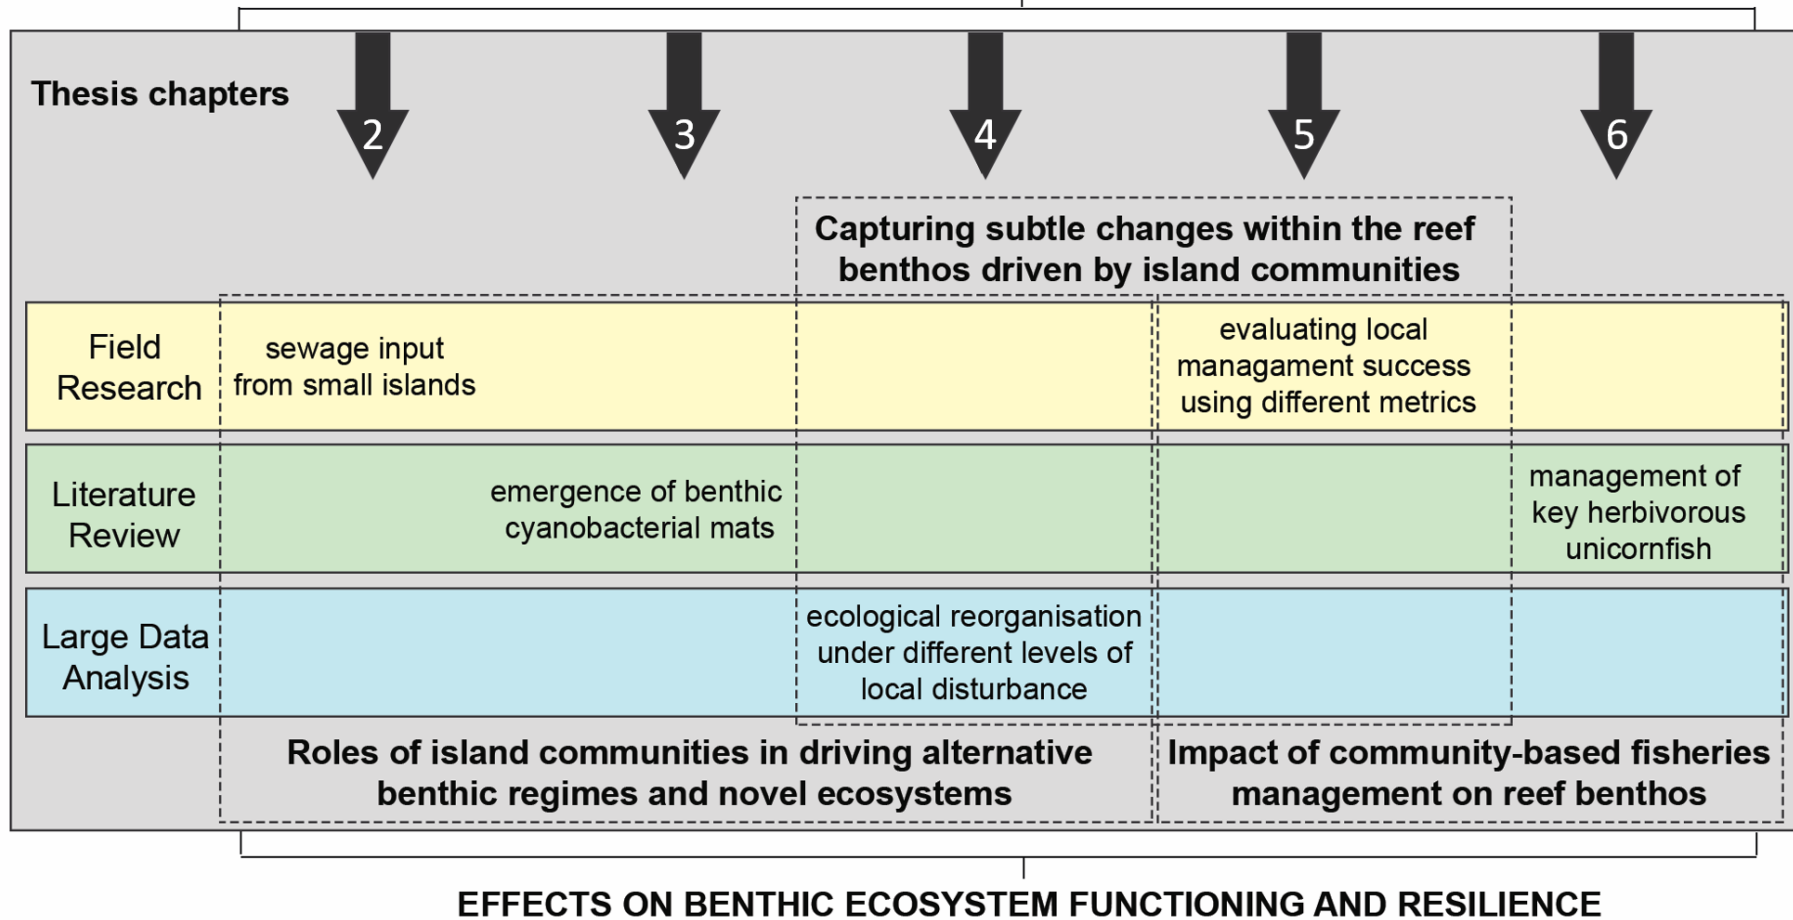 Thesis chapters
2
3
4
5
6
Capturing subtle changes within the reef
benthos driven by island communities
Field
Research
sewage input
from small islands
evaluating local
managament success
using different metrics
Literature
Review
emergence of benthic
cyanobacterial mats
management of
key herbivorous
unicornfish
Large Data
Analysis
ecological reorganisation
under different levels of
local disturbance
Roles of island communities in driving alternative
benthic regimes and novel ecosystems
Impact of community-based fisheries
management on reef benthos
EFFECTS ON BENTHIC ECOSYSTEM FUNCTIONING AND RESILIENCE